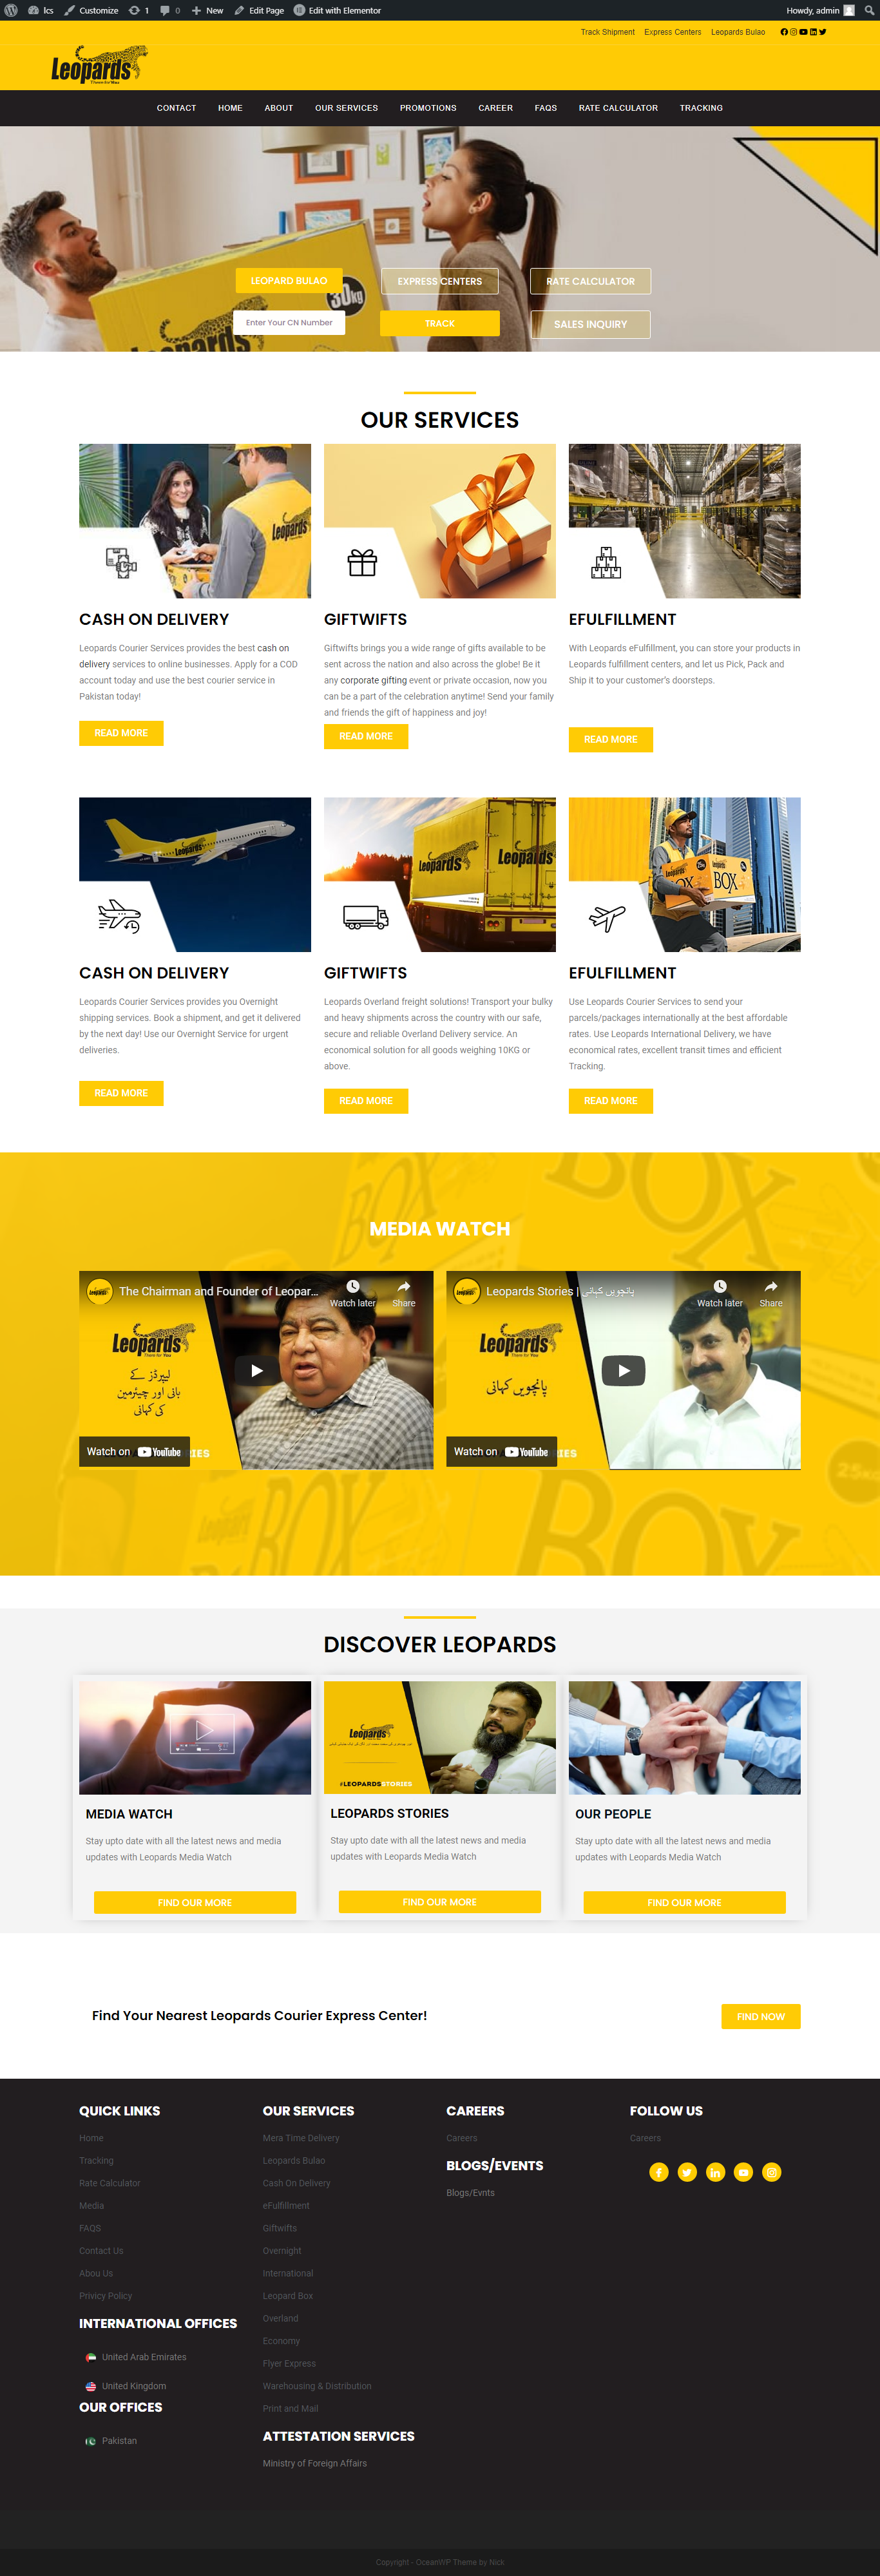 lcs Customize 1 0 New Edit Page Edit with Elementor Howdy, admin
Track Shipment Express Centers Leopards Bulao
Leopards
There for You
CONTACT HOME ABOUT OUR SERVICES PROMOTIONS CAREER FAQS RATE CALCULATOR TRACKING
30kg
Leopards
LEOPARD BULAO EXPRESS CENTERS RATE CALCULATOR
Enter Your CN Number TRACK SALES INQUIRY
OUR SERVICES
Leopards
CASH ON DELIVERY
Leopards Courier Services provides the best cash on
delivery services to online businesses. Apply for a COD
account today and use the best courier service in
Pakistan today!
READ MORE
GIFTWIFTS
Giftwifts brings you a wide range of gifts available to be
sent across the nation and also across the globe! Be it
any corporate gifting event or private occasion, now you
can be a part of the celebration anytime! Send your family
and friends the gift of happiness and joy!
READ MORE
EFULFILLMENT
With Leopards eFulfillment, you can store your products in
Leopards fulfillment centers, and let us Pick, Pack and
Ship it to your customer's doorsteps.
READ MORE
Leopards
Leopards
Leopards
Leopards
BOX
BOX
CASH ON DELIVERY
Leopards Courier Services provides you Overnight
shipping services. Book a shipment, and get it delivered
by the next day! Use our Overnight Service for urgent
deliveries.
READ MORE
GIFTWIFTS
Leopards Overland freight solutions! Transport your bulky
and heavy shipments across the country with our safe,
secure and reliable Overland Delivery service. An
economical solution for all goods weighing 10KG or
above.
READ MORE
EFULFILLMENT
Use Leopards Courier Services to send your
parcels/packages internationally at the best affordable
rates. Use Leopards International Delivery, we have
economical rates, excellent transit times and efficient
Tracking.
READ MORE
MEDIA WATCH
The Chairman and Founder of Leopar...
Watch later Share
Leopards
There for You
لیپرڈز کے
بانی اور چیئرمین
کی کہانی
Watch on YouTube
IES
Leopards Stories | پانچویں کہانی
Watch later Share
Leopards
There for You
پانچویں کہانی
Watch on YouTube
IES
BOX
BOX
25KG
DISCOVER LEOPARDS
MEDIA WATCH
Stay upto date with all the latest news and media
updates with Leopards Media Watch
FIND OUR MORE
Leopards
#LEOPARDSSTORIES
LEOPARDS STORIES
Stay upto date with all the latest news and media
updates with Leopards Media Watch
FIND OUR MORE
OUR PEOPLE
Stay upto date with all the latest news and media
updates with Leopards Media Watch
FIND OUR MORE
Find Your Nearest Leopards Courier Express Center!
FIND NOW
QUICK LINKS
Home
Tracking
Rate Calculator
Media
FAQS
Contact Us
Abou Us
Privicy Policy
INTERNATIONAL OFFICES
United Arab Emirates
United Kingdom
OUR OFFICES
Pakistan
OUR SERVICES
Mera Time Delivery
Leopards Bulao
Cash On Delivery
eFulfillment
Giftwifts
Overnight
International
Leopard Box
Overland
Economy
Flyer Express
Warehousing & Distribution
Print and Mail
ATTESTATION SERVICES
Ministry of Foreign Affairs
CAREERS
Careers
BLOGS/EVENTS
Blogs/Evnts
FOLLOW US
Careers
Copyright - OceanWP Theme by Nick